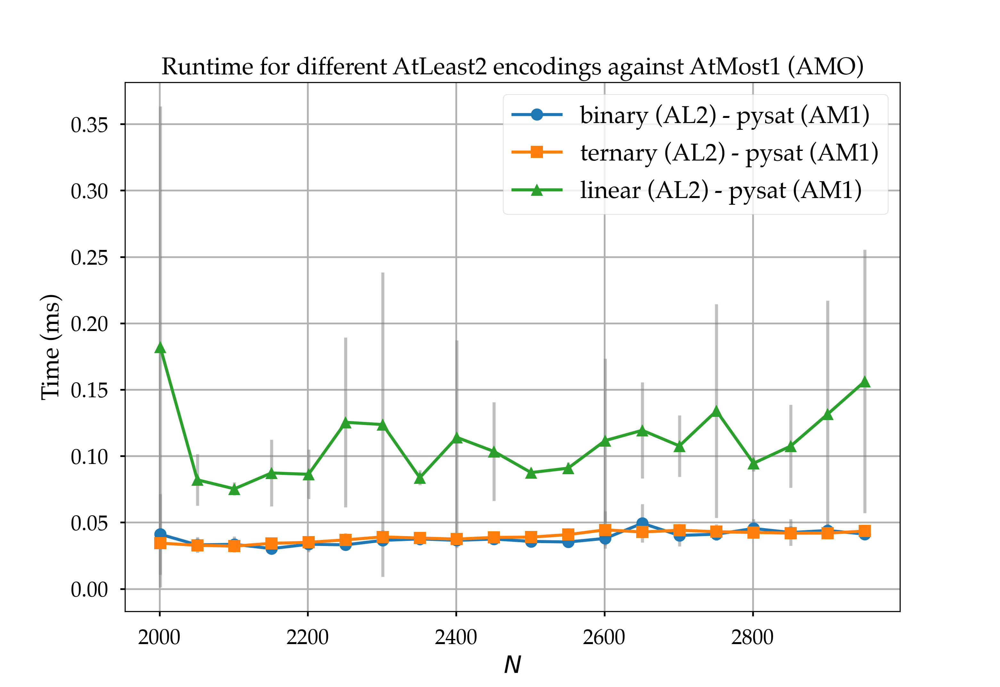 Runtime for different AtLeast2 encodings against AtMost1 (AMO)
binary (AL2) - pysat (AM1)
ternary (AL2) - pysat (AM1)
linear (AL2) - pysat (AM1)
Time (ms)
0.35
0.30
0.25
0.20
0.15
0.10
0.05
0.00
2000 2200 2400 2600 2800
N